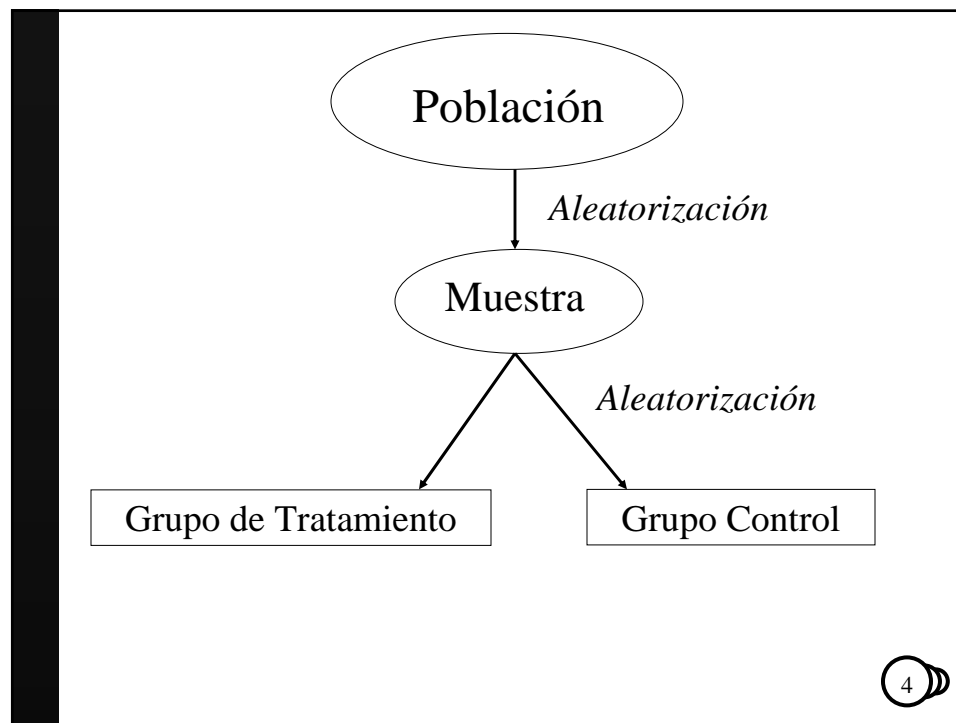 Población
Aleatorización
Muestra
Aleatorización
Grupo de Tratamiento
Grupo Control
4